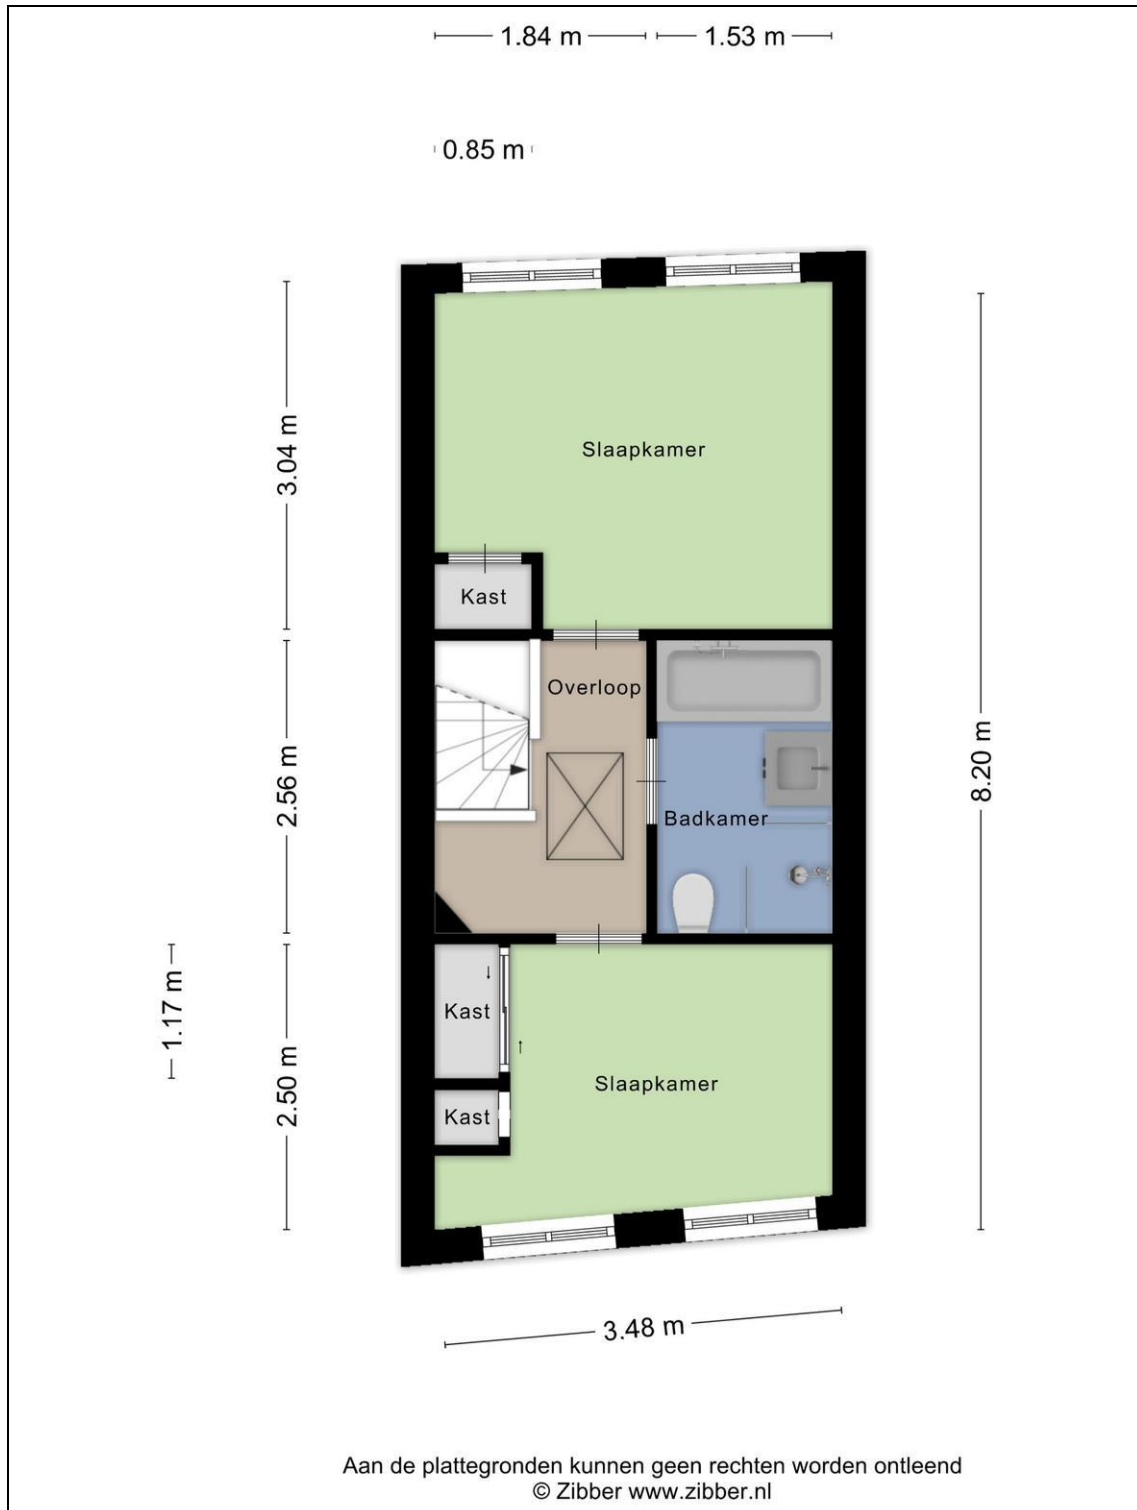 1.84 m
1.53 m
0.85 m
3.04 m
Slaapkamer
Kast
Overloop
2.56 m
8.20 m
Badkamer
1.17 m
Kast
2.50 m
Slaapkamer
Kast
3.48 m
Aan de plattegronden kunnen geen rechten worden ontleend
© Zibber www.zibber.nl